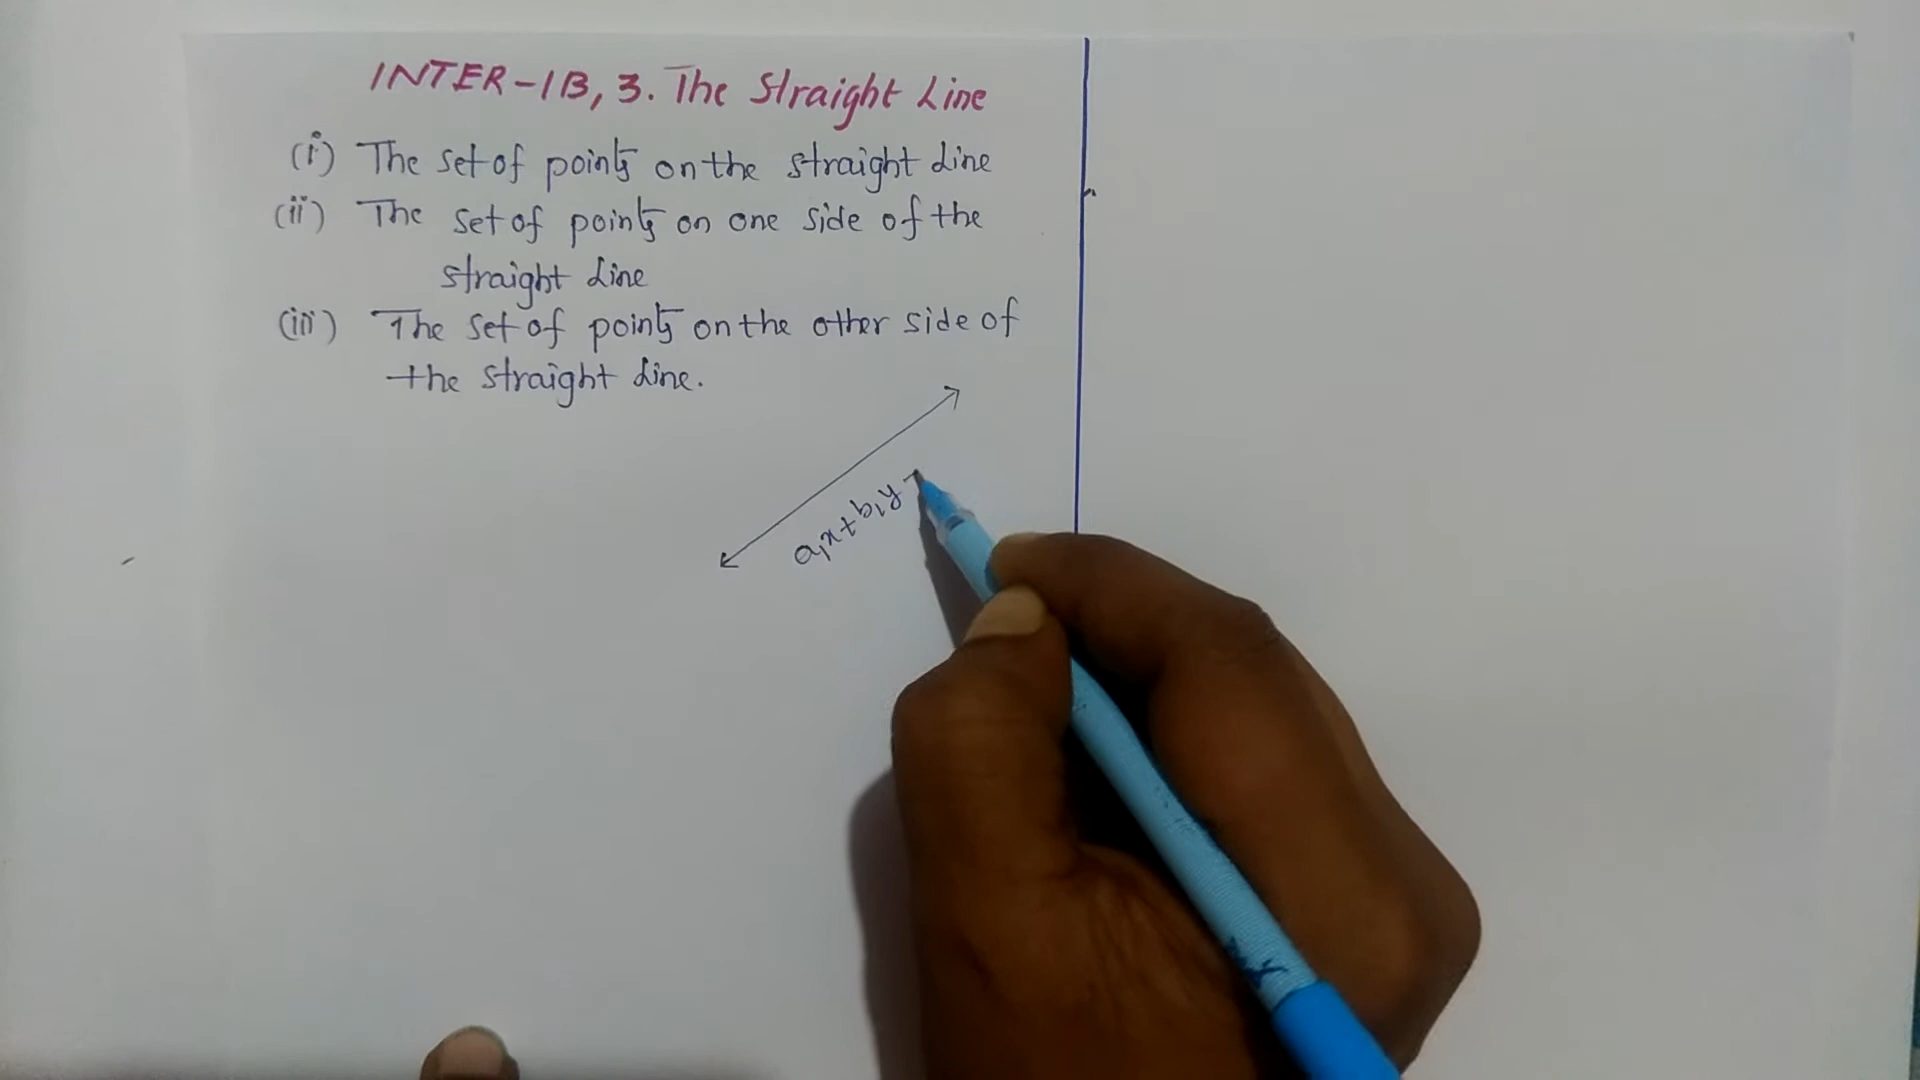 INTER-IB, 3. The Straight Line
(i) The set of points on the straight line
(ii) The set of points on one side of the
straight line
(iii) The set of points on the other side of
the straight line.
a₁x+b₁y